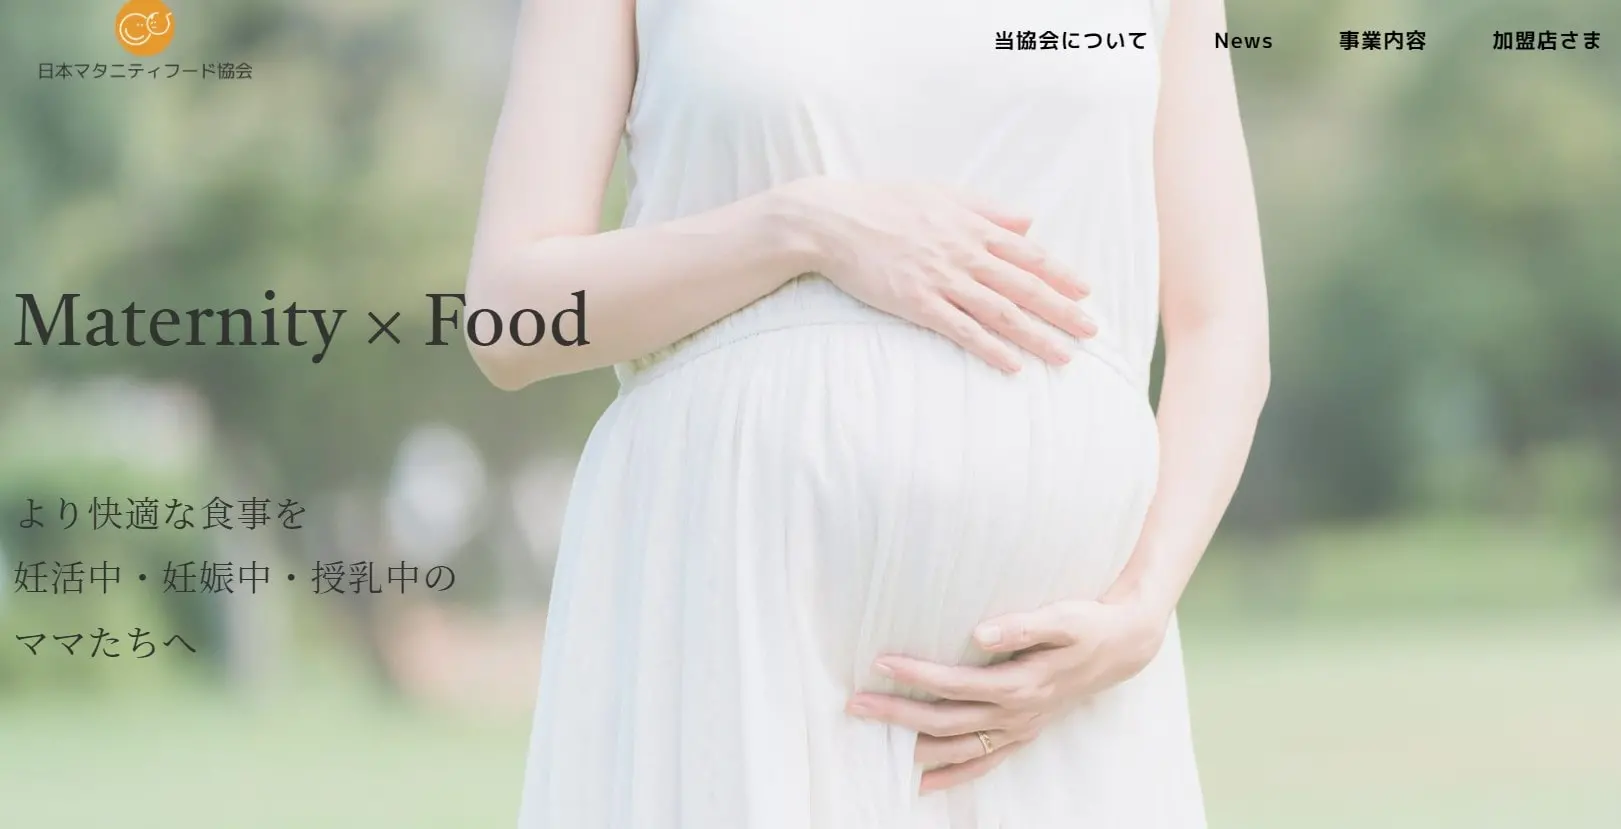 日本マタニティフード協会
当協会について
News
事業内容
加盟店さま
Maternity × Food
より快適な食事を
妊活中・妊娠中・授乳中の
ママたちへ